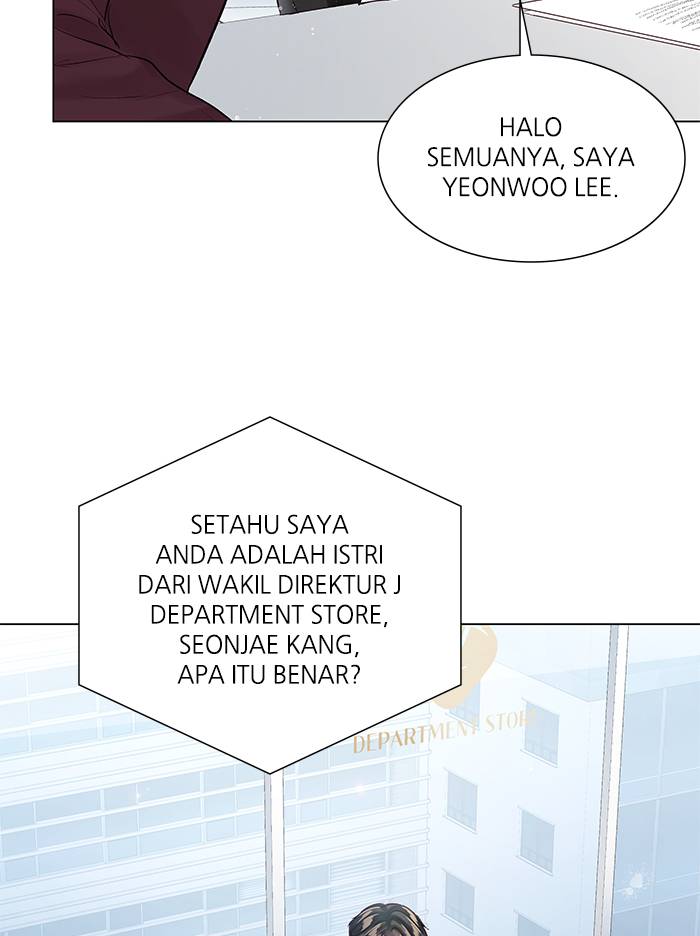 HALO
SEMUANYA, SAYA
YEONWOO LEE.
SETAHU SAYA
ANDA ADALAH ISTRI
DARI WAKIL DIREKTUR J
DEPARTMENT STORE,
SEONJAE KANG,
APA ITU BENAR?
DEPARTMENT STORE